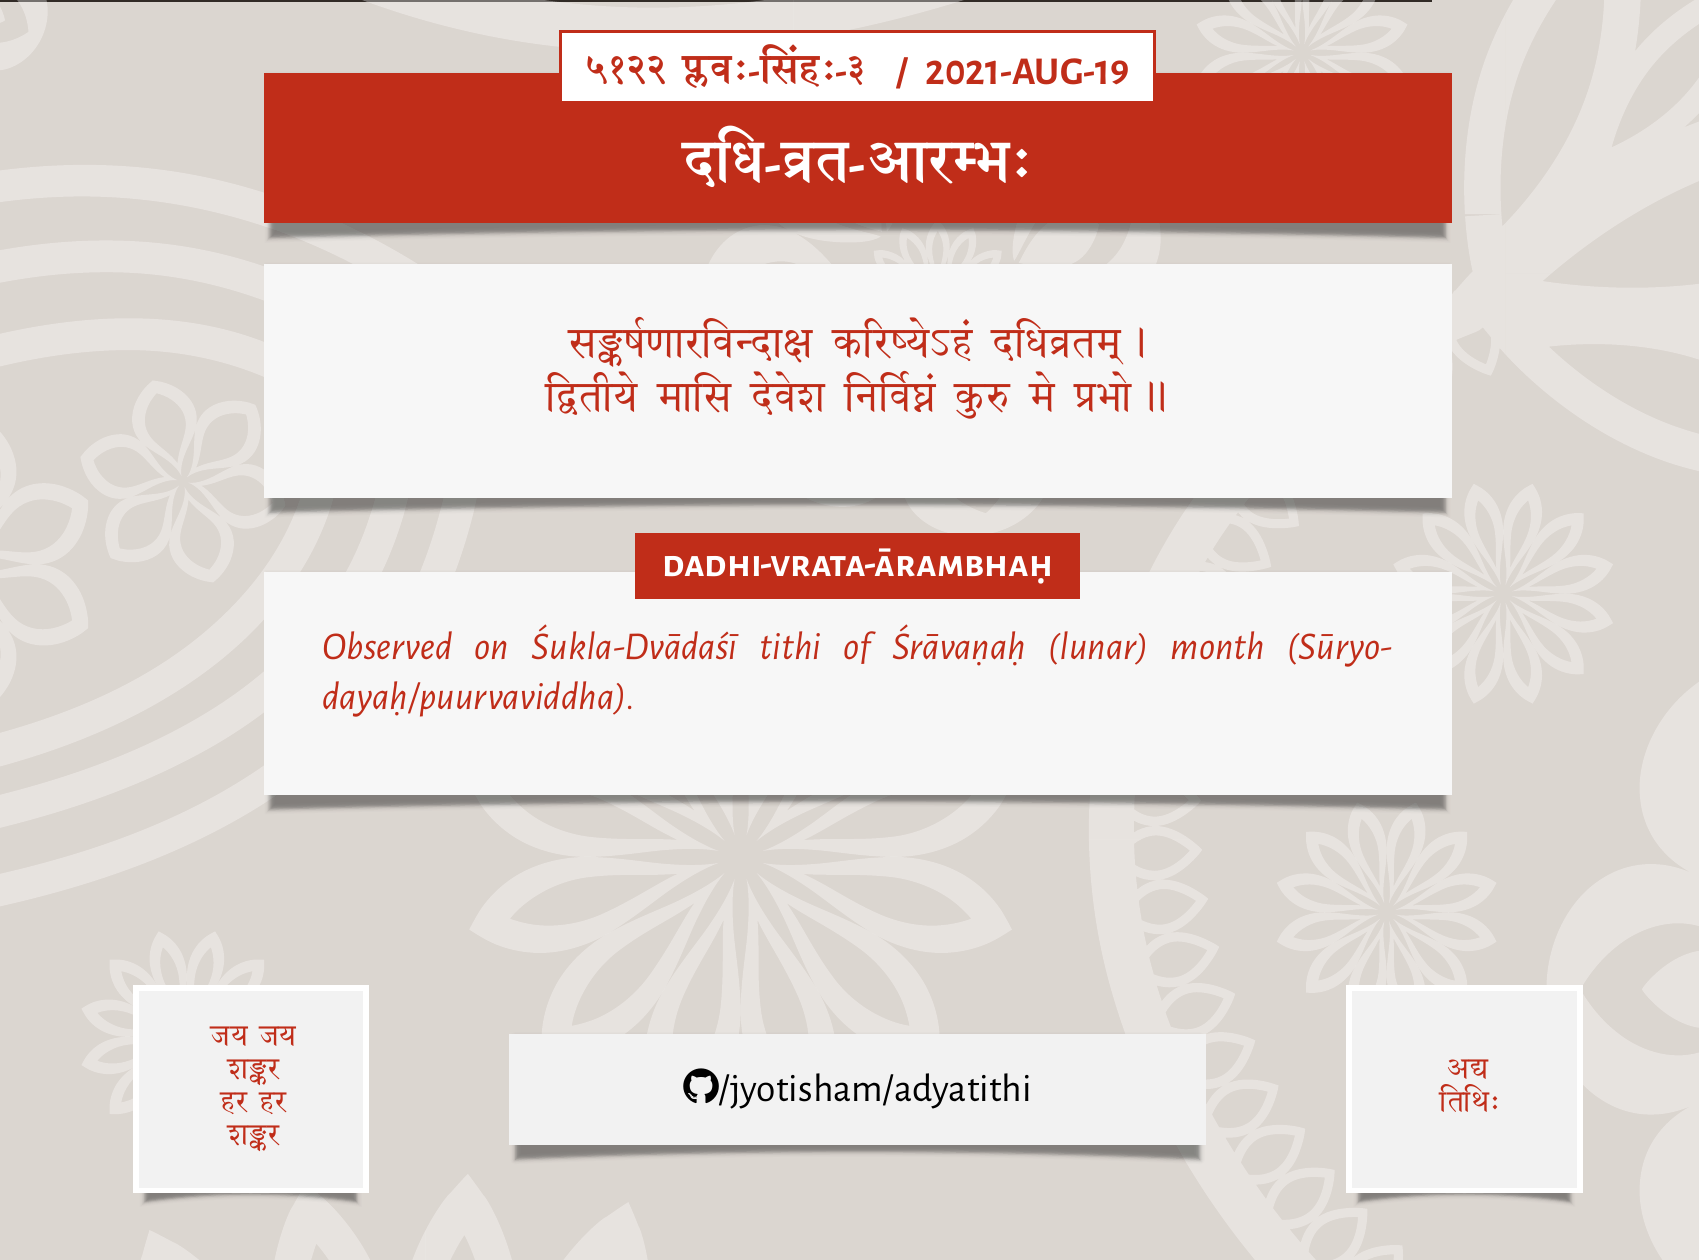 ५१२२ प्लवः-सिंहः-३ / 2021-AUG-19
दधि-व्रत-आरम्भः
सङ्कर्षणारविन्दाक्ष करिष्येऽहं दधिव्रतम् ।
द्वितीये मासि देवेश निर्विघ्नं कुरु मे प्रभो ॥
DADHI-VRATA-ĀRAMBHAḤ
Observed on Śukla-Dvādaśī tithi of Śrāvaṇaḥ (lunar) month (Sūryo-
dayaḥ/puurvaviddha).
जय जय
शङ्कर
हर हर
शङ्कर
/jyotisham/adyatithi
अद्य
तिथिः